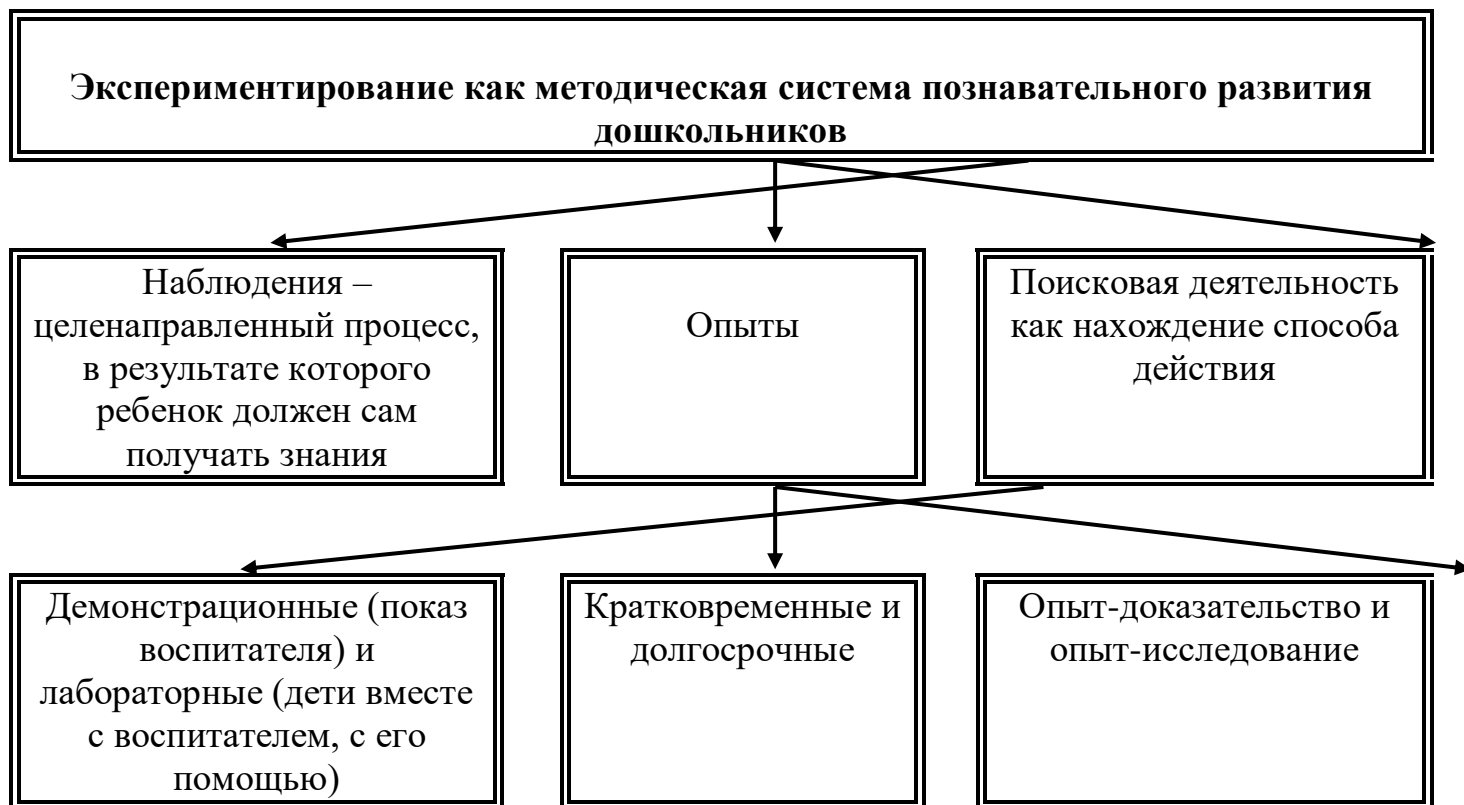 Экспериментирование как методическая система познавательного развития
дошкольников
Наблюдения –
целенаправленный процесс,
в результате которого
ребенок должен сам
получать знания
Опыты
Поисковая деятельность
как нахождение способа
действия
Демонстрационные (показ
воспитателя) и
лабораторные (дети вместе
с воспитателем, с его
помощью)
Кратковременные и
долгосрочные
Опыт-доказательство и
опыт-исследование